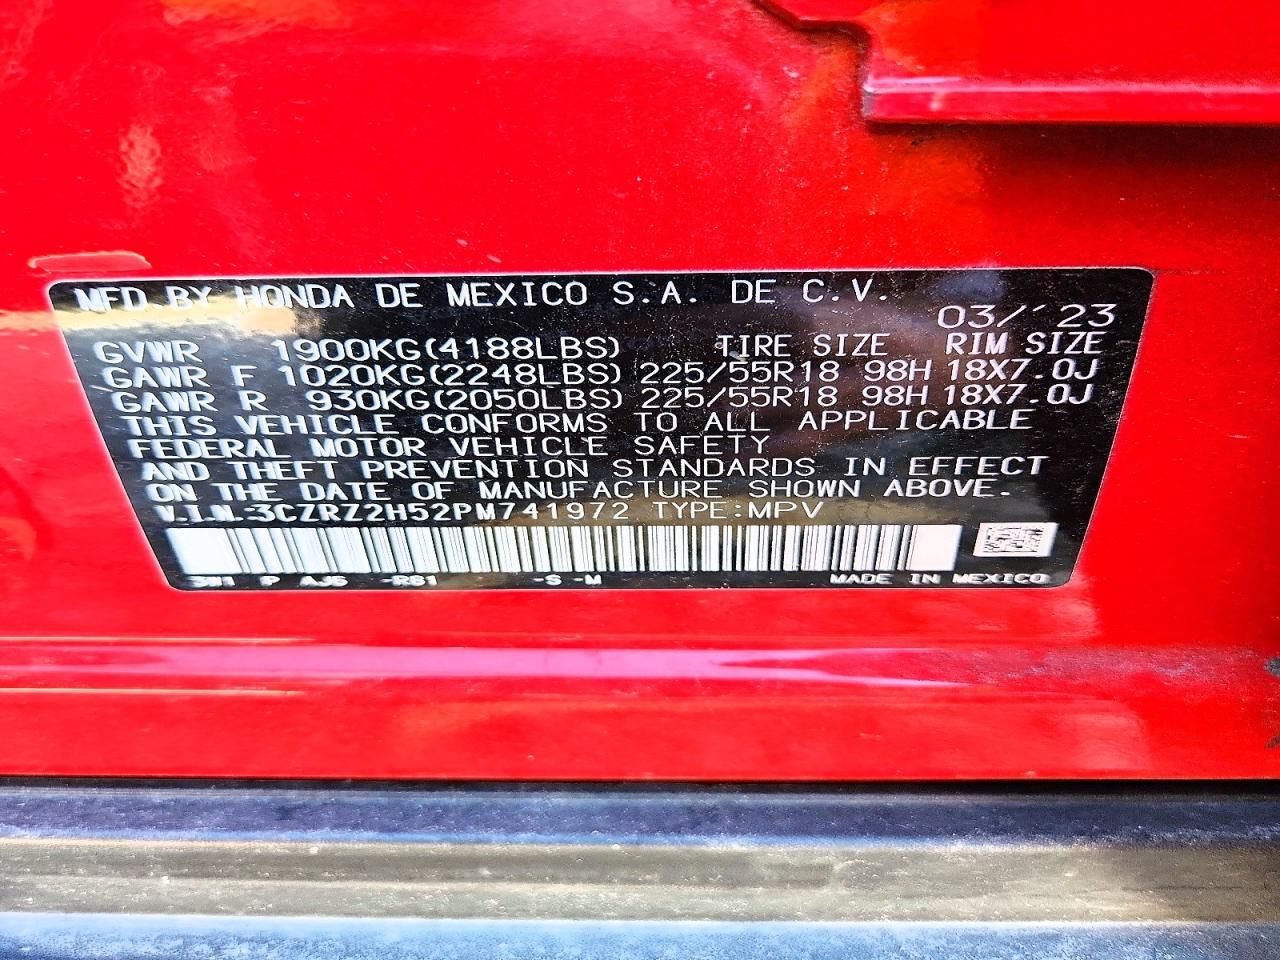 MFD BY HONDA DE MEXICO S.A. DE C.V.
03/´23
GVWR 1900KG(4188LBS) TIRE SIZE RIM SIZE
GAWR F 1020KG(2248LBS) 225/55R18 98H 18X7.0J
GAWR R 930KG(2050LBS) 225/55R18 98H 18X7.0J
THIS VEHICLE CONFORMS TO ALL APPLICABLE
FEDERAL MOTOR VEHICLE SAFETY
AND THEFT PREVENTION STANDARDS IN EFFECT
ON THE DATE OF MANUFACTURE SHOWN ABOVE.
V.I.N.:3CZRZ2H52PM741972 TYPE:MPV
3W1 P AJ6 -R81 -S -M MADE IN MEXICO